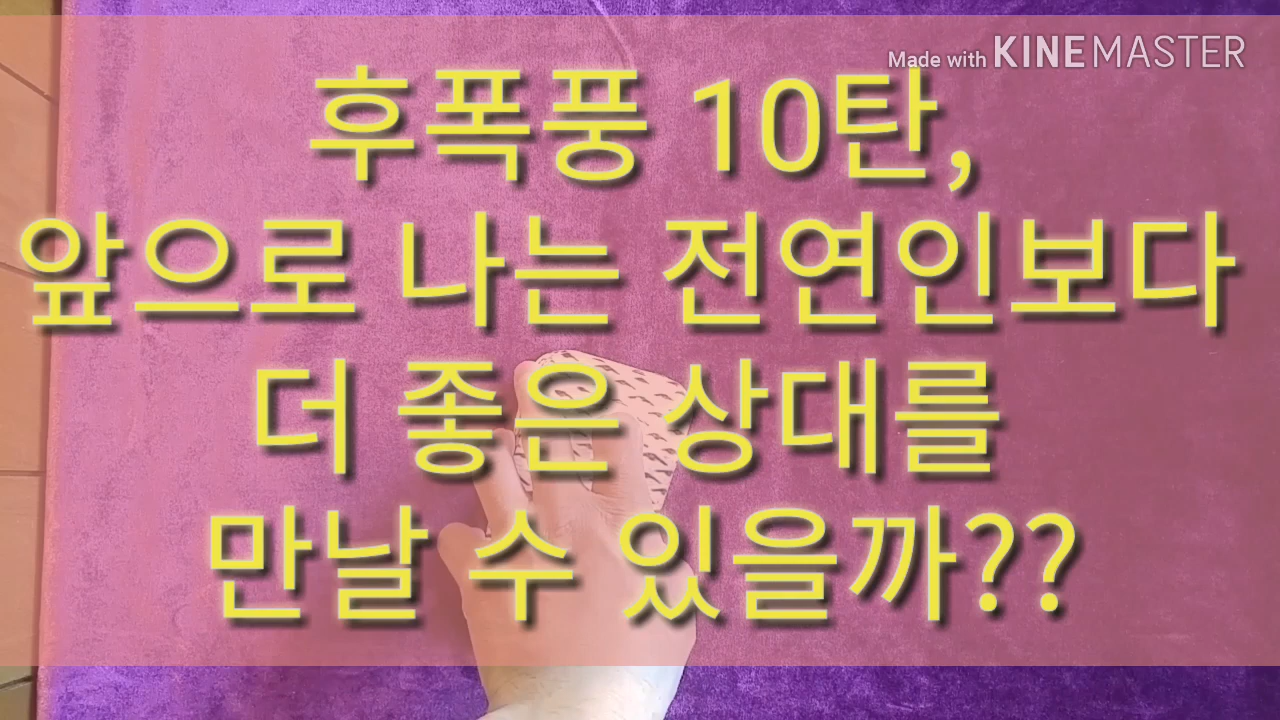 Made with KINEMASTER
후폭풍 10탄,
앞으로 나는 전연인보다
더 좋은 상대를
만날 수 있을까??